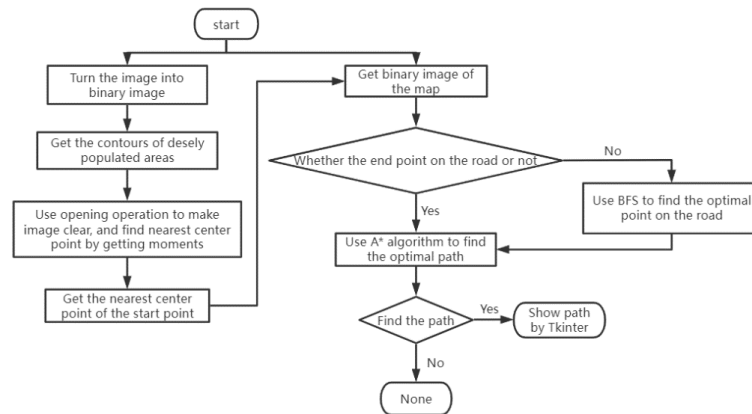 start
Turn the image into
binary image
Get the contours of desely
populated areas
Use opening operation to make
image clear, and find nearest center
point by getting moments
Get the nearest center
point of the start point
Get binary image of
the map
Whether the end point on the road or not
No
Use BFS to find the optimal
point on the road
Yes
Use A* algorithm to find
the optimal path
Find the path
Yes
Show path
by Tkinter
No
None